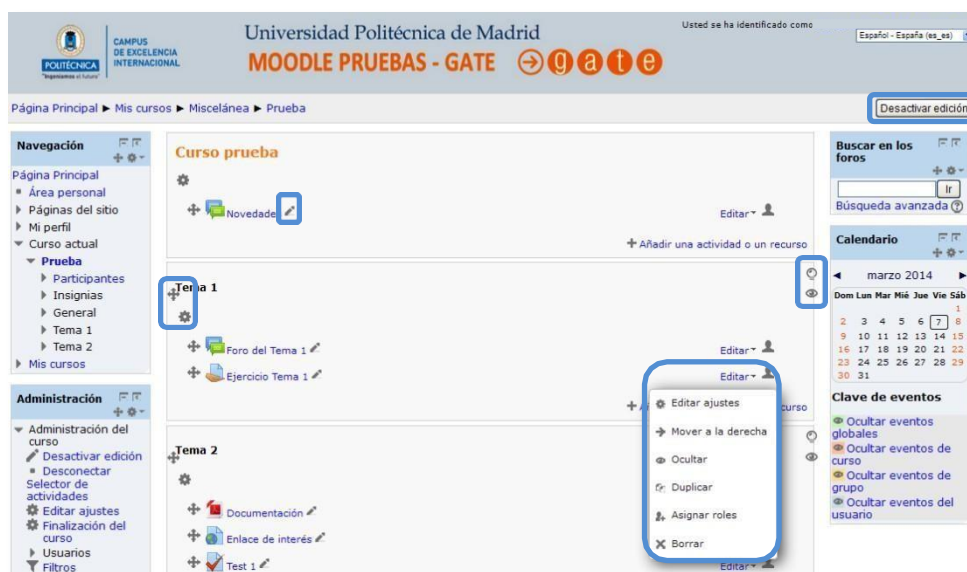 Universidad Politécnica de Madrid
Usted se ha identificado como
Español - España (es_es)
CAMPUS
DE EXCELENCIA
INTERNACIONAL
POLITÉCNICA
"Ingeniamos el futuro"
MOODLE PRUEBAS - GATE gate
Página Principal ► Mis cursos ► Miscelánea ► Prueba
Desactivar edición
Navegación
Página Principal
Área personal
Páginas del sitio
Mi perfil
Curso actual
Prueba
Participantes
Insignias
General
Tema 1
Tema 2
Mis cursos
Administración
Administración del
curso
Desactivar edición
Desconectar
Selector de
actividades
Editar ajustes
Finalización del
curso
Usuarios
Filtros
Curso prueba
Novedades
Editar
Añadir una actividad o un recurso
Tema 1
Foro del Tema 1
Editar
Ejercicio Tema 1
Editar
curso
Editar ajustes
Mover a la derecha
Ocultar
Duplicar
Asignar roles
Borrar
Tema 2
Documentación
Enlace de interés
Test 1
Editar
Buscar en los
foros
Ir
Búsqueda avanzada
Calendario
◄ marzo 2014 ►
Dom Lun Mar Mié Jue Vie Sáb
1
2 3 4 5 6 7 8
9 10 11 12 13 14 15
16 17 18 19 20 21 22
23 24 25 26 27 28 29
30 31
Clave de eventos
Ocultar eventos
globales
Ocultar eventos de
curso
Ocultar eventos de
grupo
Ocultar eventos del
usuario